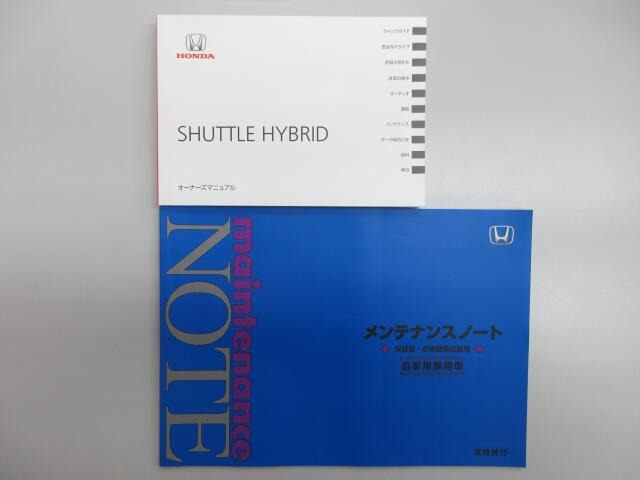 HONDA
SHUTTLE HYBRID
オーナーズマニュアル
クイックガイド
安全なドライブ
計器の見かた
各部の操作
オーディオ
運転
メンテナンス
万一の場合には
資料
索引
maintenance
NOTE
メンテナンスノート
保証書・点検整備記録簿
自家用乗用車
車検携行